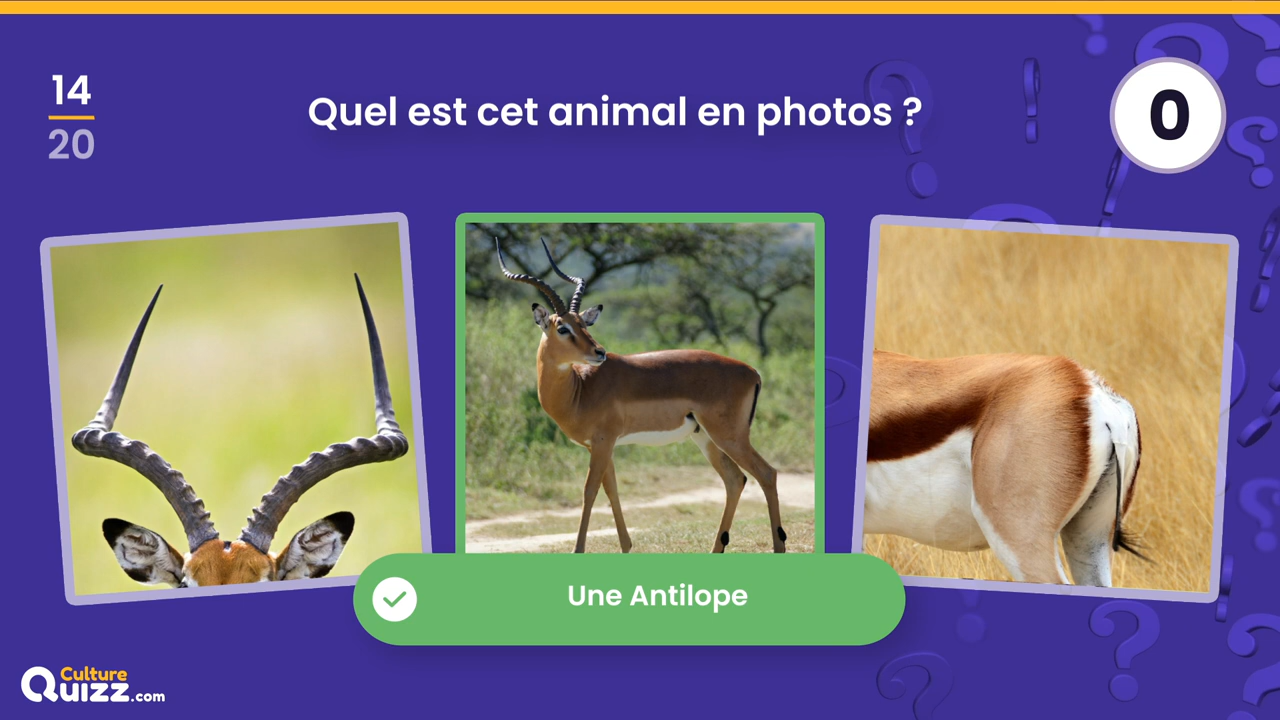 14
20
Quel est cet animal en photos ?
0
Une Antilope
Culture
Quizz.com